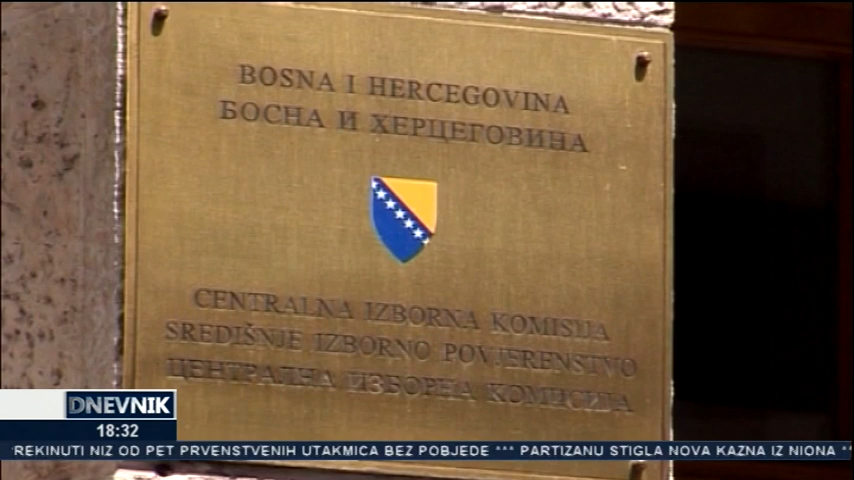 BOSNA I HERCEGOVINA
БОСНА И ХЕРЦЕГОВИНА
CENTRALNA IZBORNA KOMISIJA
SREDIŠNJE IZBORNO POVJERENSTVO
ЦЕНТРАЛНА ИЗБОРНА КОМИСИЈА
DNEVNIK
18:32
REKINUTI NIZ OD PET PRVENSTVENIH UTAKMICA BEZ POBJEDE *** PARTIZANU STIGLA NOVA KAZNA IZ NIONA **